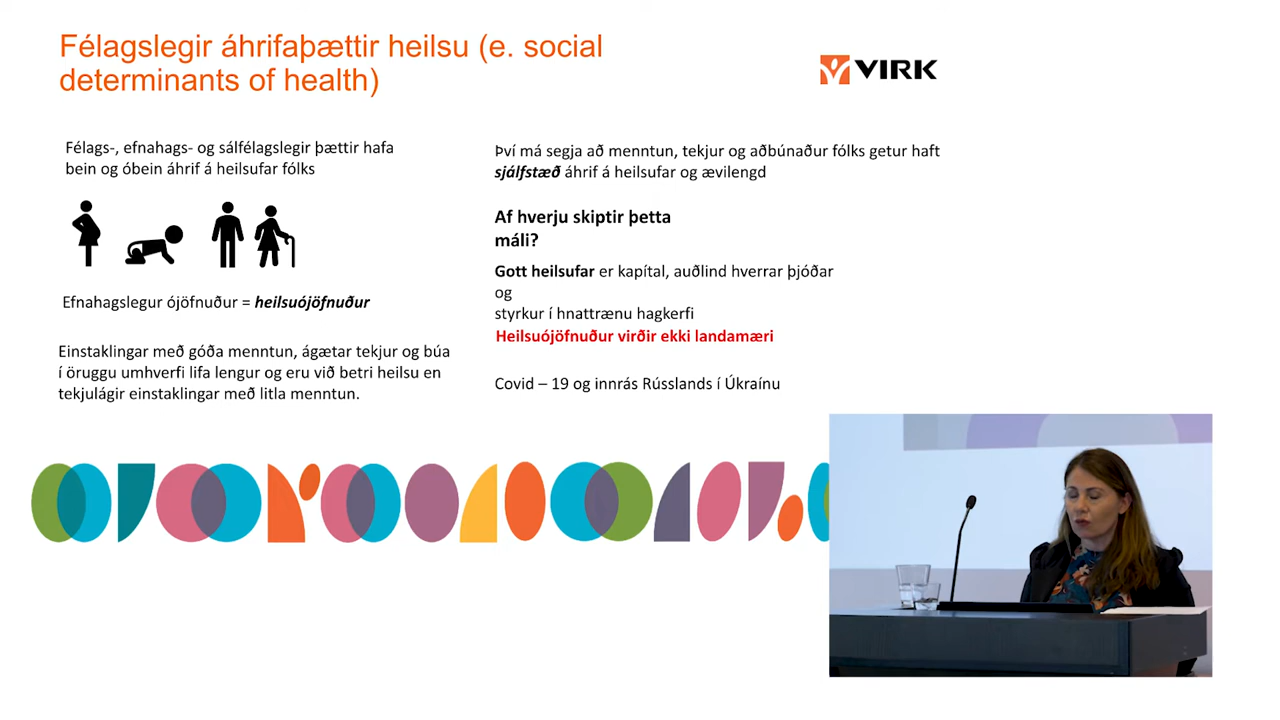 Félagslegir áhrifaþættir heilsu (e. social
determinants of health)
VIRK
Félags-, efnahags- og sálfélagslegir þættir hafa
bein og óbein áhrif á heilsufar fólks
Efnahagslegur ójöfnuður = heilsuójöfnuður
Einstaklingar með góða menntun, ágætar tekjur og búa
í öruggu umhverfi lifa lengur og eru við betri heilsu en
tekjulágir einstaklingar með litla menntun.
Því má segja að menntun, tekjur og aðbúnaður fólks getur haft
sjálfstæð áhrif á heilsufar og ævilengd
Af hverju skiptir þetta
máli?
Gott heilsufar er kapítal, auðlind hverrar þjóðar
og
styrkur í hnattrænu hagkerfi
Heilsuójöfnuður virðir ekki landamæri
Covid – 19 og innrás Rússlands í Úkraínu